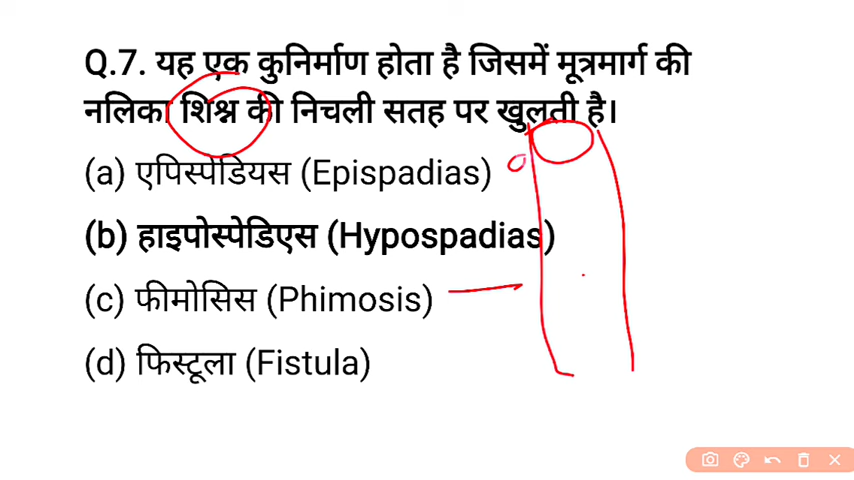 Q.7. यह एक कुनिर्माण होता है जिसमें मूत्रमार्ग की
नलिका शिश्न की निचली सतह पर खुलती है।
(a) एपिस्पेडियस (Epispadias)
(b) हाइपोस्पेडिएस (Hypospadias)
(c) फीमोसिस (Phimosis)
(d) फिस्टूला (Fistula)